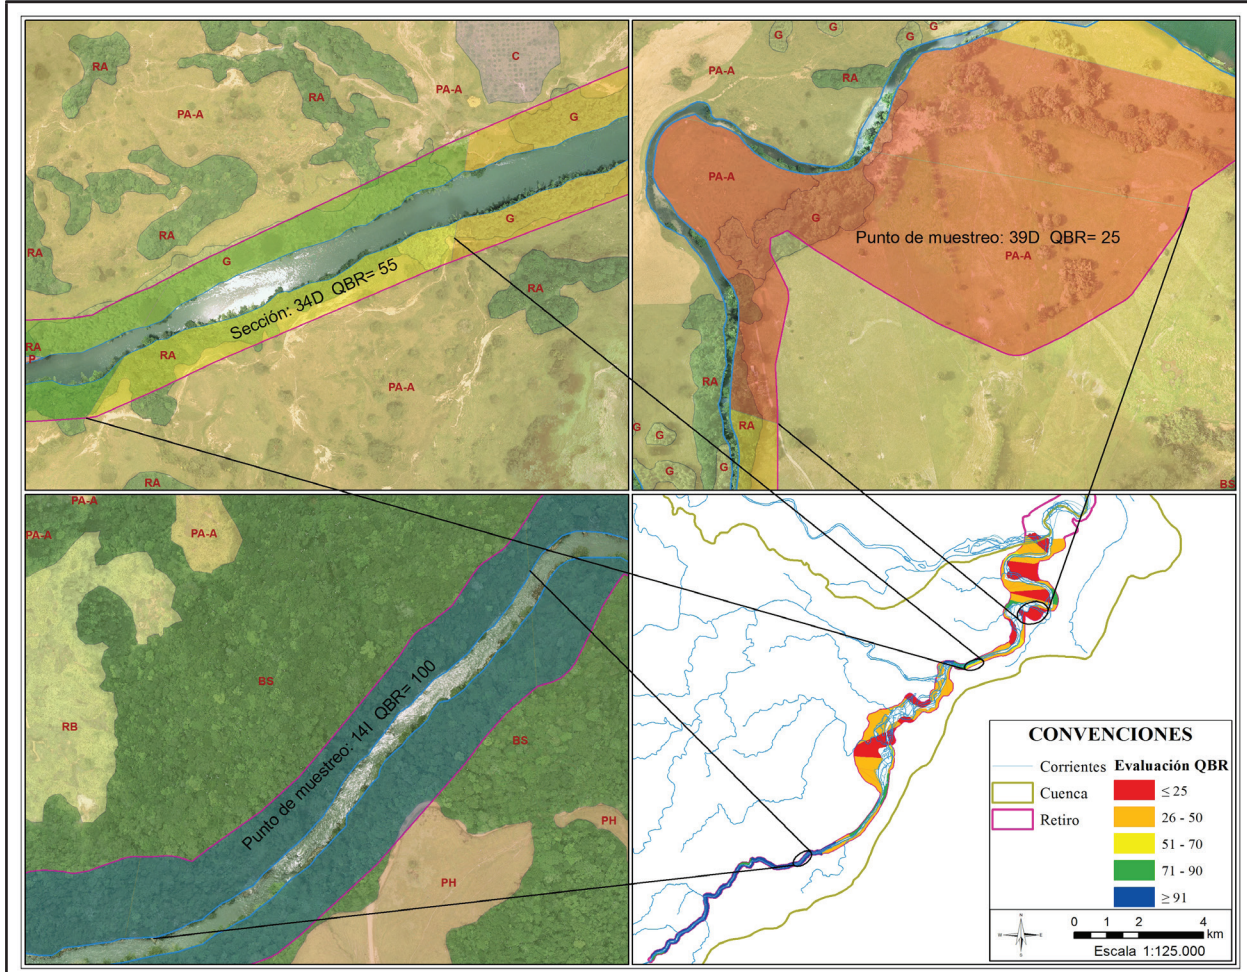 C
RA
PA-A
RA
PA-A
G
RA
RA
G
G
RA
Sección: 34D QBR= 55
RA
P
RA
PA-A
RA
G
G
G
G
PA-A
RA
PA-A
G
Punto de muestreo: 39D QBR= 25
PA-A
RA
RA
G
G
G
G
BS
PA-A
PA-A
PA-A
BS
RB
Punto de muestreo: 14I QBR= 100
BS
PH
PH
CONVENCIONES
Corrientes
Cuenca
Retiro
Evaluación QBR
≤ 25
26 - 50
51 - 70
71 - 90
≥ 91
N
0 1 2 4
km
Escala 1:125.000